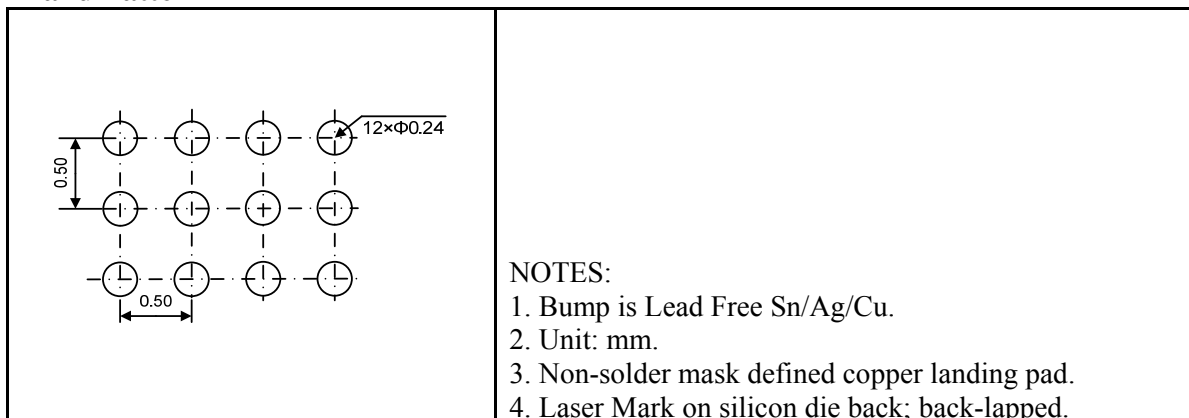 12×Φ0.24
0.50
0.50
NOTES:
1. Bump is Lead Free Sn/Ag/Cu.
2. Unit: mm.
3. Non-solder mask defined copper landing pad.
4. Laser Mark on silicon die back; back-lapped.